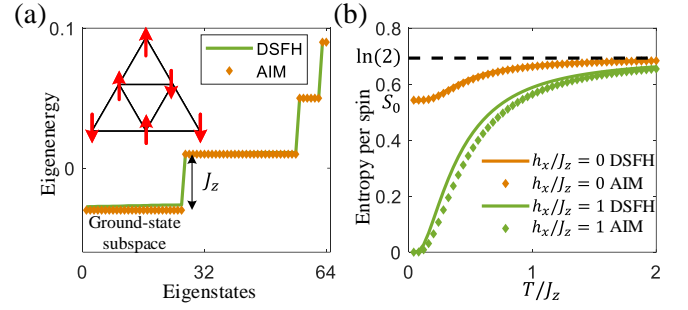 (a)
0.1
DSFH
AIM
Eigenenergy
0
J_z
Ground-state
subspace
0
32
64
Eigenstates
(b)
ln(2)
0.6
S_0
Entropy per spin
0.4
h_x/J_z = 0 DSFH
h_x/J_z = 0 AIM
0.2
h_x/J_z = 1 DSFH
h_x/J_z = 1 AIM
0
0
1
2
T/J_z